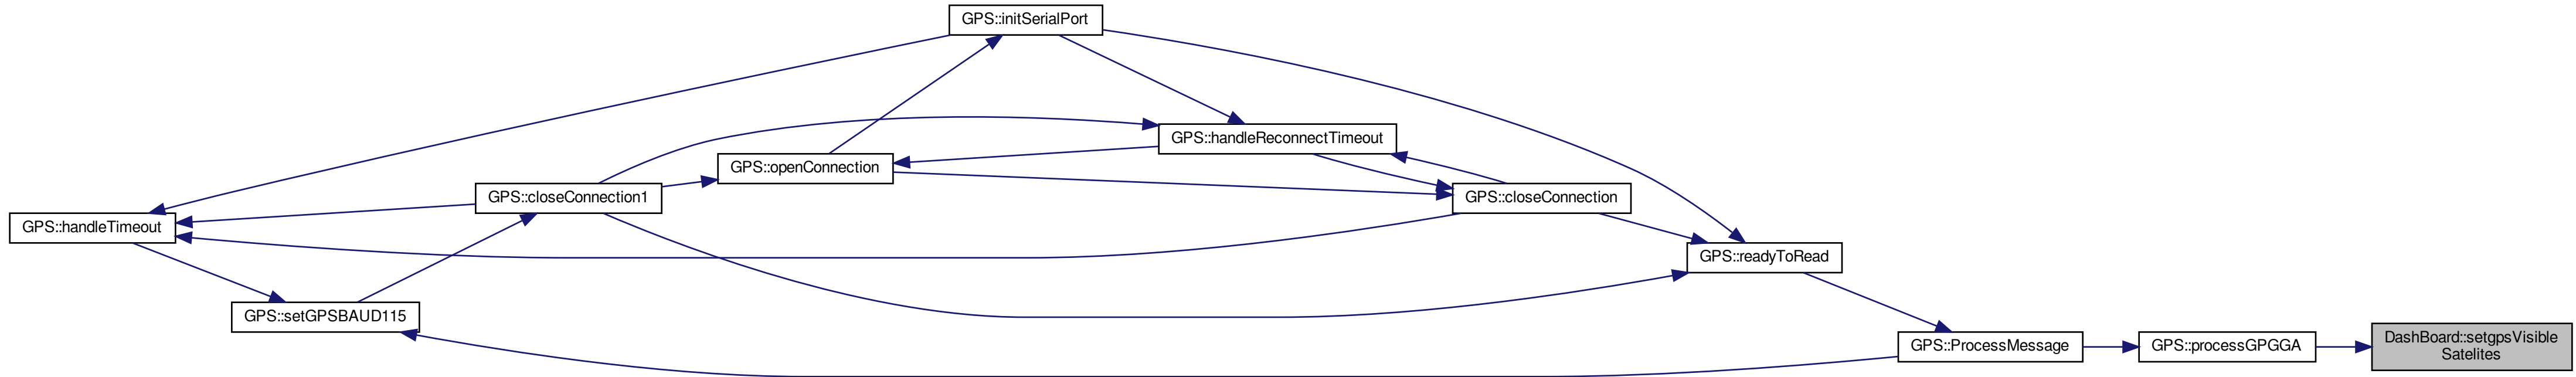 GPS::initSerialPort
GPS::handleReconnectTimeout
GPS::openConnection
GPS::closeConnection1
GPS::closeConnection
GPS::handleTimeout
GPS::readyToRead
GPS::setGPSBAUD115
GPS::ProcessMessage
GPS::processGPGGA
DashBoard::setgpsVisible
Satelites